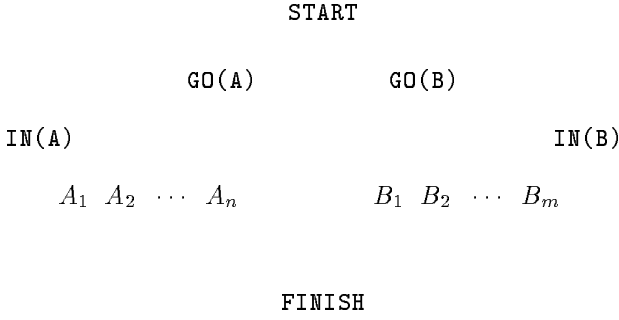 START
GO(A) GO(B)
IN(A) IN(B)
A₁ A₂ ⋯ Aₙ B₁ B₂ ⋯ Bₘ
FINISH